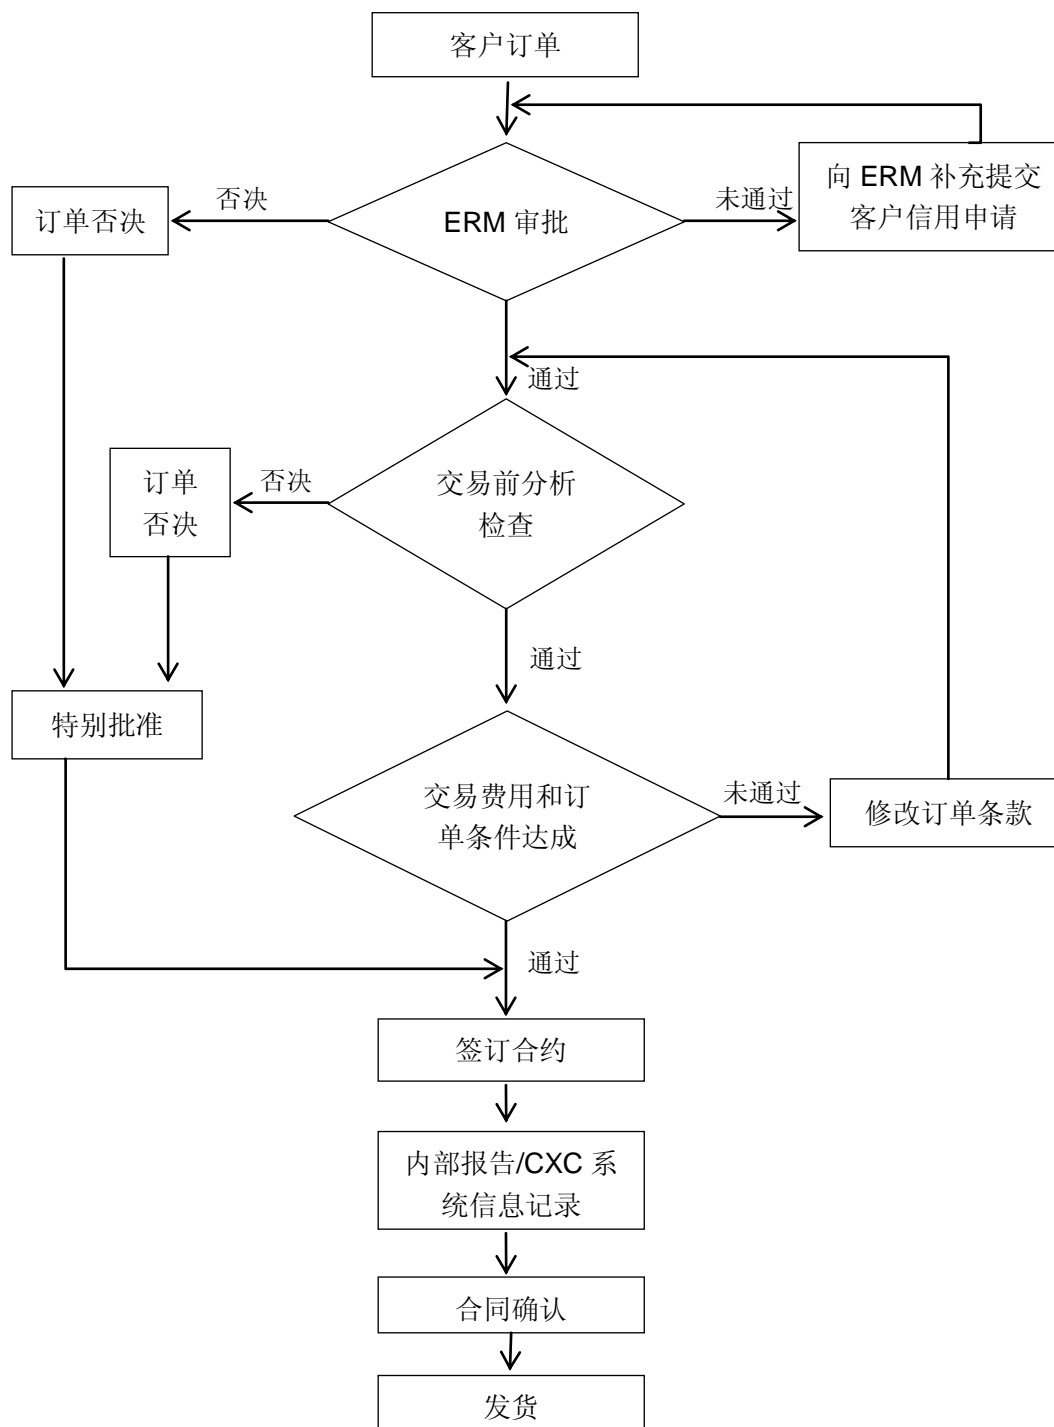 客户订单
向 ERM 补充提交
客户信用申请
否决
未通过
订单否决
ERM 审批
通过
订单
否决
否决
交易前分析
检查
通过
特别批准
交易费用和订
单条件达成
未通过
修改订单条款
通过
签订合约
内部报告/CXC 系
统信息记录
合同确认
发货